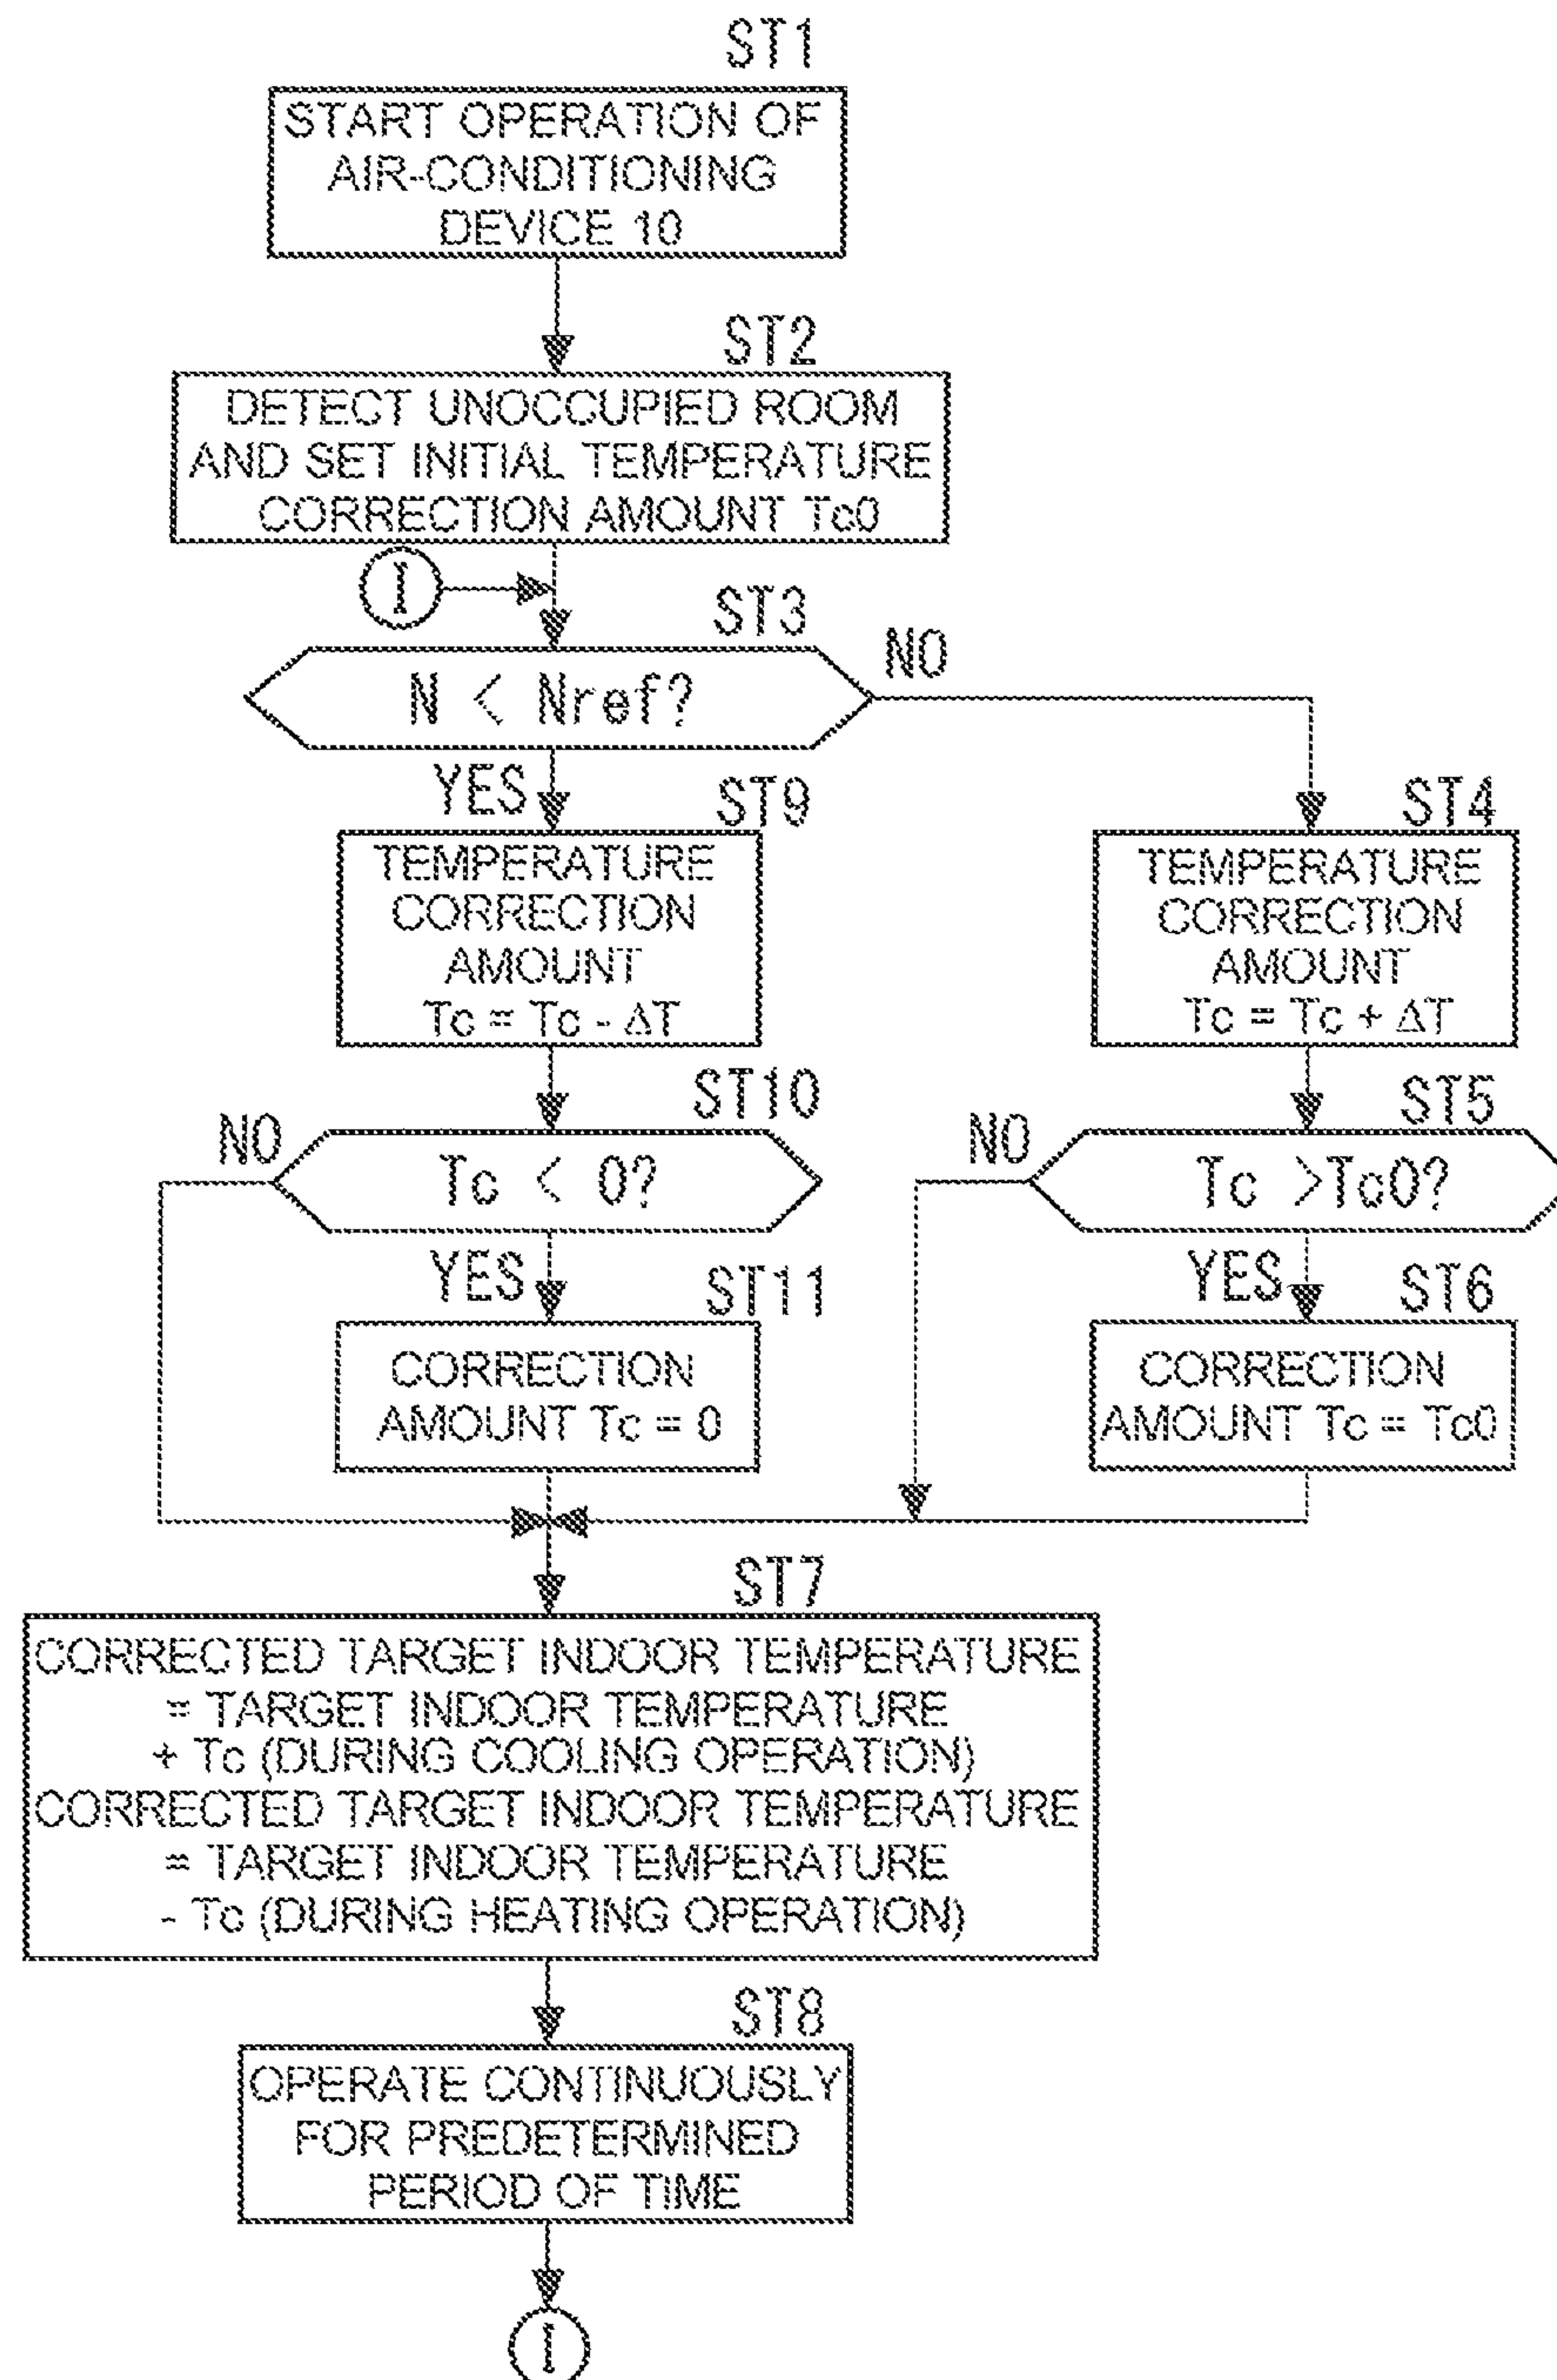 ST1
START OPERATION OF
AIR-CONDITIONING
DEVICE 10
ST2
DETECT UNOCCUPIED ROOM
AND SET INITIAL TEMPERATURE
CORRECTION AMOUNT Tc0
I
ST3
N < Nref?
NO
YES
ST9
TEMPERATURE
CORRECTION
AMOUNT
Tc = Tc - ΔT
ST4
TEMPERATURE
CORRECTION
AMOUNT
Tc = Tc + ΔT
ST10
NO
Tc < 0?
YES
ST11
CORRECTION
AMOUNT Tc = 0
ST5
NO
Tc >Tc0?
YES
ST6
CORRECTION
AMOUNT Tc = Tc0
ST7
CORRECTED TARGET INDOOR TEMPERATURE
= TARGET INDOOR TEMPERATURE
+ Tc (DURING COOLING OPERATION)
CORRECTED TARGET INDOOR TEMPERATURE
= TARGET INDOOR TEMPERATURE
- Tc (DURING HEATING OPERATION)
ST8
OPERATE CONTINUOUSLY
FOR PREDETERMINED
PERIOD OF TIME
I